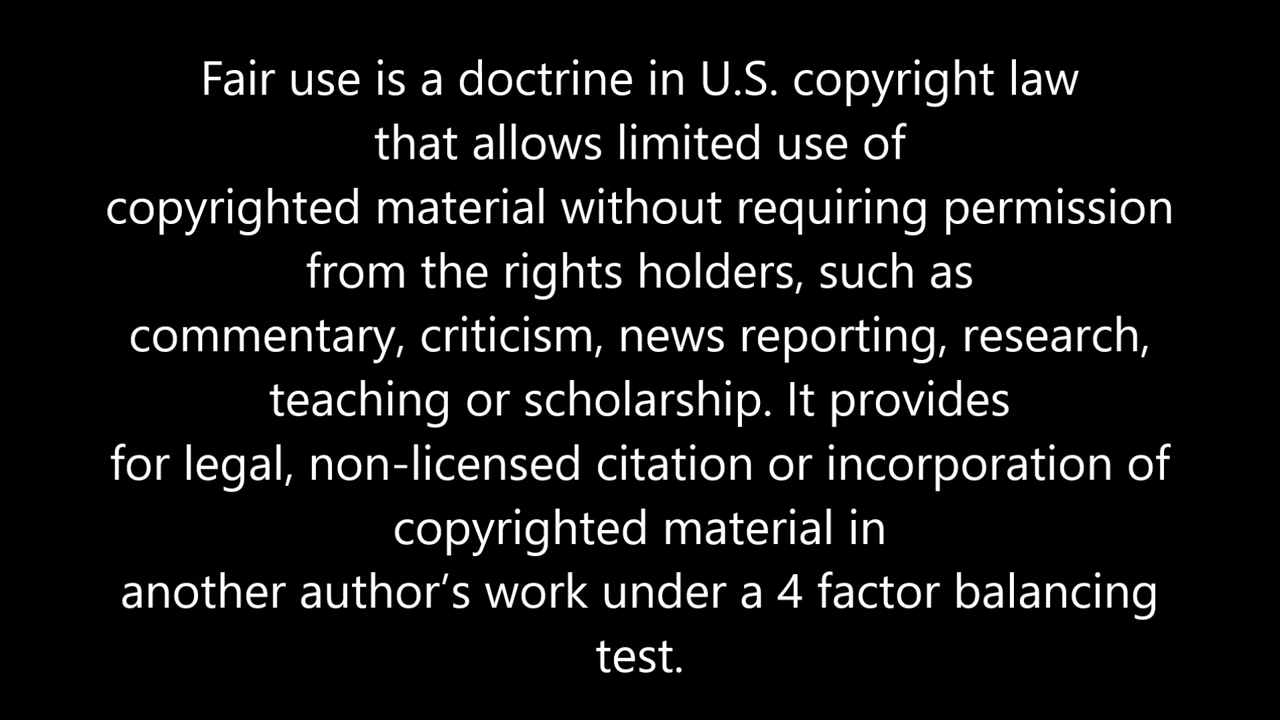 Fair use is a doctrine in U.S. copyright law
that allows limited use of
copyrighted material without requiring permission
from the rights holders, such as
commentary, criticism, news reporting, research,
teaching or scholarship. It provides
for legal, non-licensed citation or incorporation of
copyrighted material in
another author’s work under a 4 factor balancing
test.